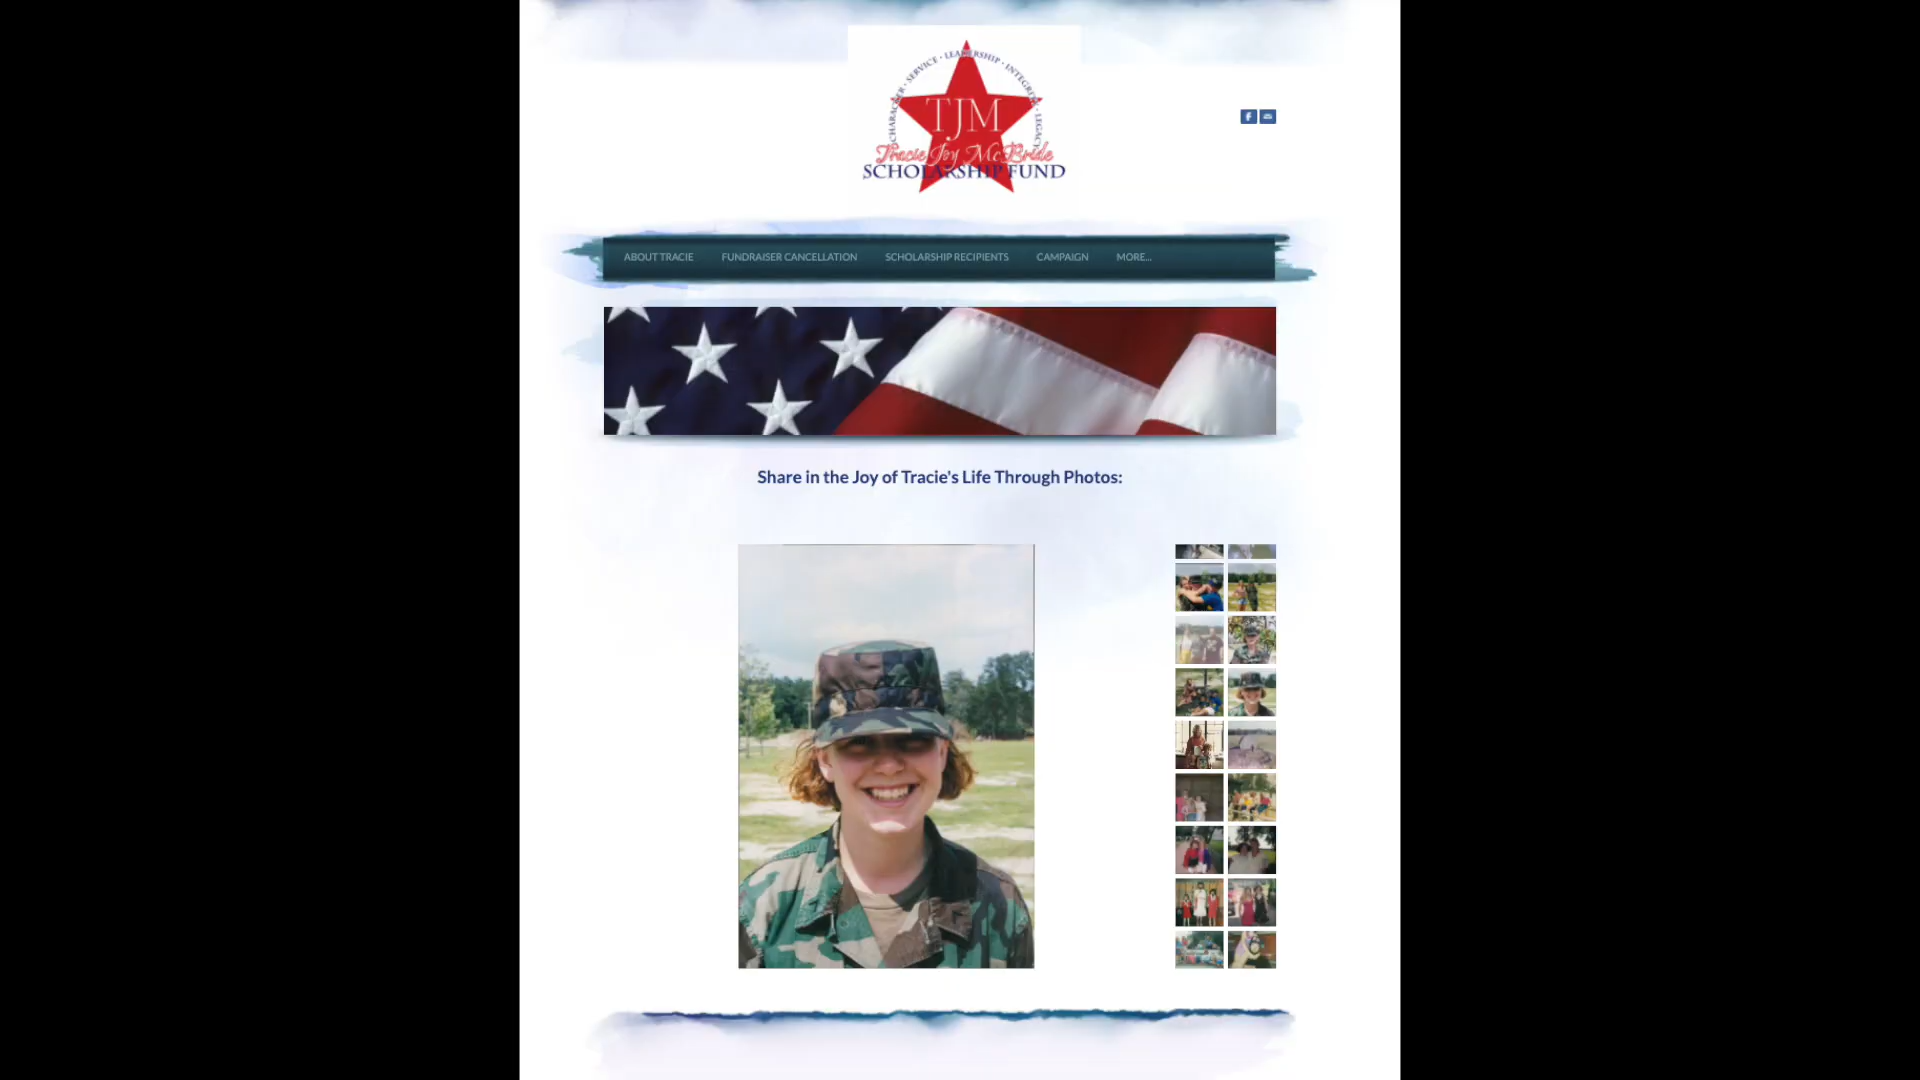 CHARACTER · SERVICE · LEADERSHIP · INTEGRITY · LEGACY
TJM
Tracie Joy McBride
SCHOLARSHIP FUND
ABOUT TRACIE FUNDRAISER CANCELLATION SCHOLARSHIP RECIPIENTS CAMPAIGN MORE...
Share in the Joy of Tracie's Life Through Photos: